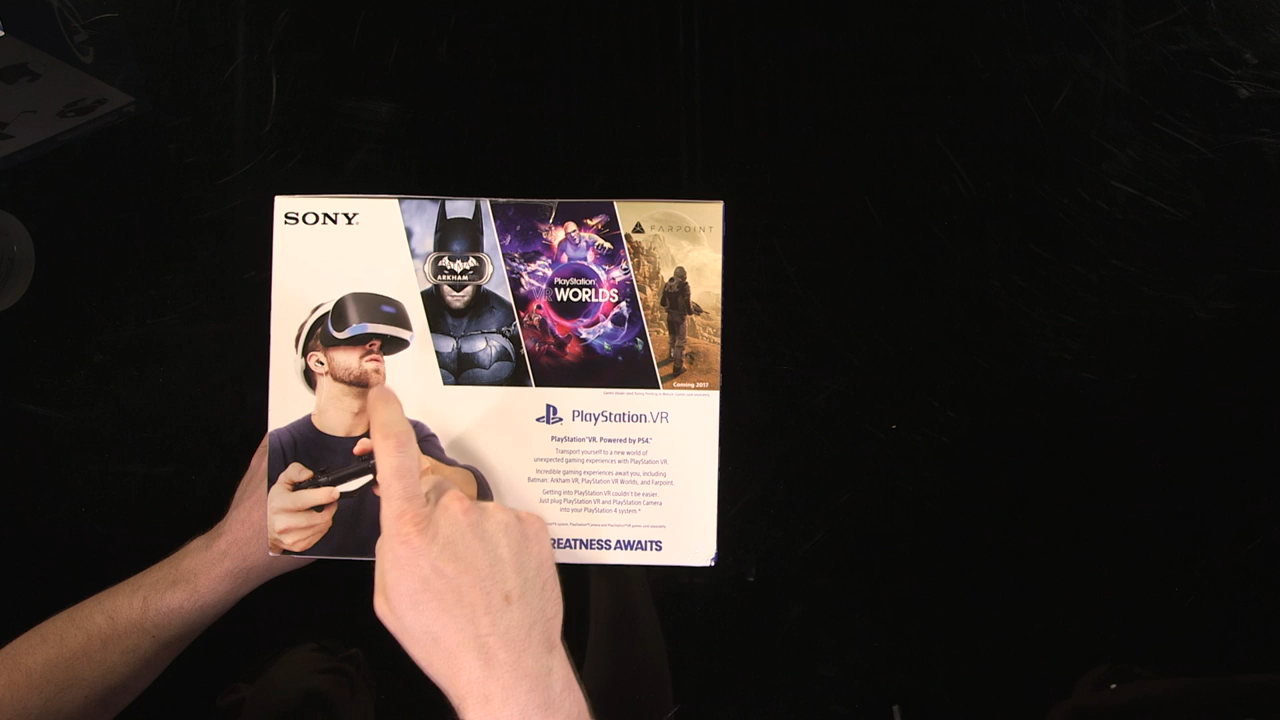 SONY
BATMAN
ARKHAM
PlayStation
VR WORLDS
FARPOINT
Coming 2017
PlayStation.VR
PlayStation®VR. Powered by PS4.™
Transport yourself to a new world of
unexpected gaming experiences with PlayStation VR.
Incredible gaming experiences await you, including
Batman: Arkham VR, PlayStation VR Worlds, and Farpoint.
Getting into PlayStation VR couldn't be easier.
Just plug PlayStation VR and PlayStation Camera
into your PlayStation 4 system.*
REATNESS AWAITS